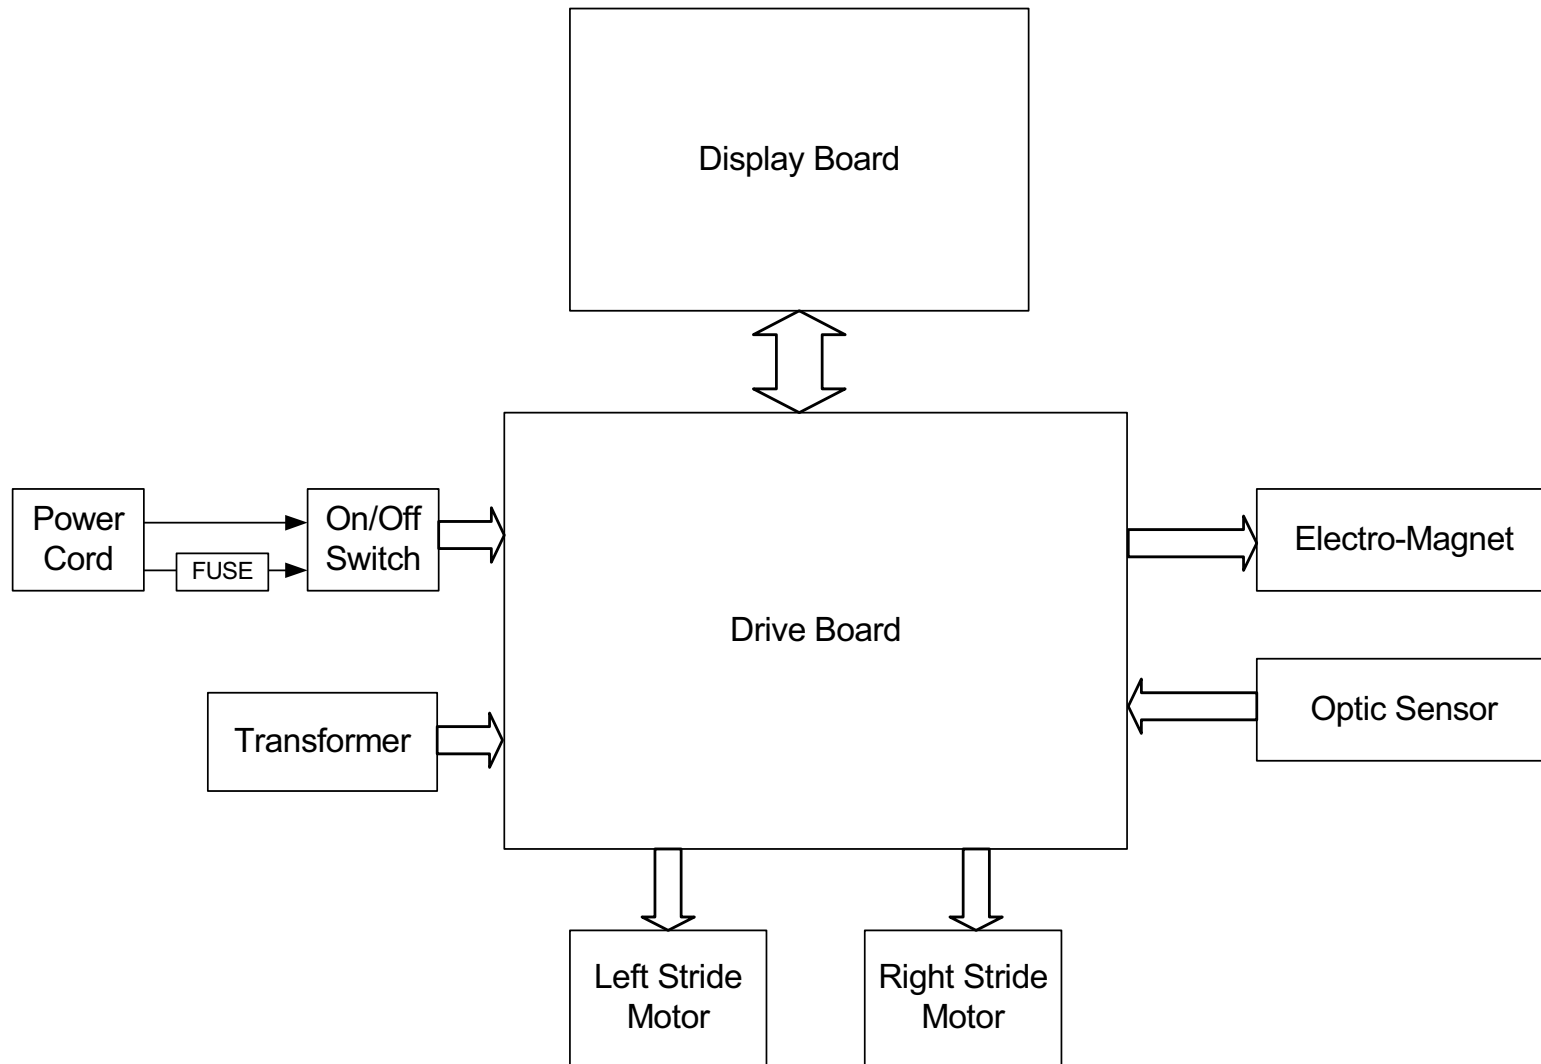 Display Board
Power
Cord
FUSE
On/Off
Switch
Electro-Magnet
Drive Board
Transformer
Optic Sensor
Left Stride
Motor
Right Stride
Motor